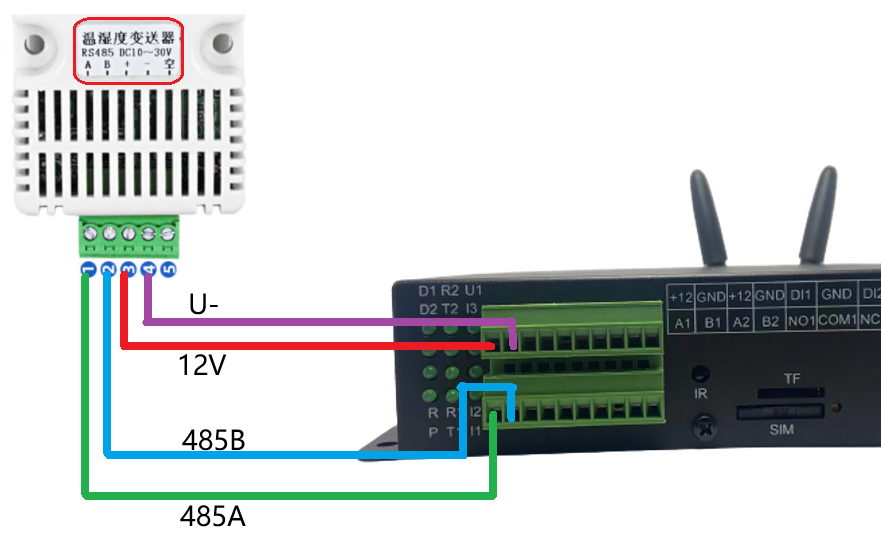 温湿度变送器
RS485 DC10~30V
A B + - 空
1 2 3 4 5
U-
12V
485B
485A
D1 R2 U1
D2 T2 I3
R R1 I2
P T1 I1
+12 GND +12 GND DI1 GND DI2
A1 B1 A2 B2 NO1 COM1 NC
IR
TF
SIM